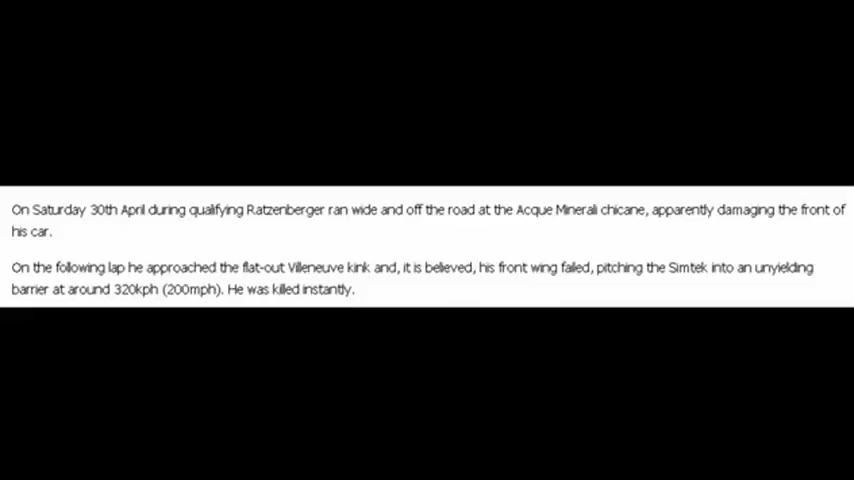 On Saturday 30th April during qualifying Ratzenberger ran wide and off the road at the Acque Minerali chicane, apparently damaging the front of
his car.
On the following lap he approached the flat-out Villeneuve kink and, it is believed, his front wing failed, pitching the Simtek into an unyielding
barrier at around 320kph (200mph). He was killed instantly.